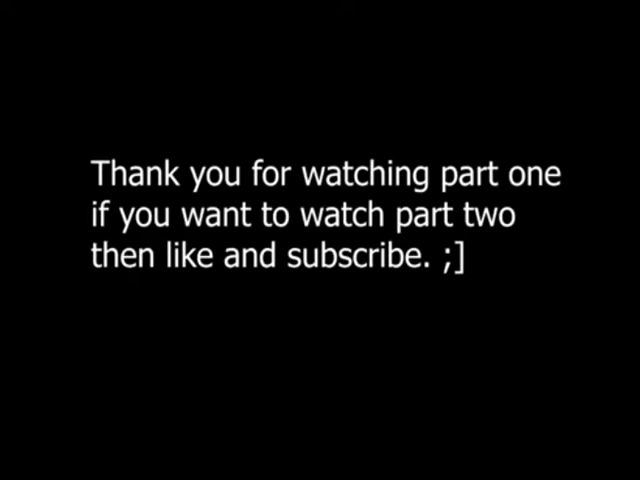 Thank you for watching part one
if you want to watch part two
then like and subscribe. ;]